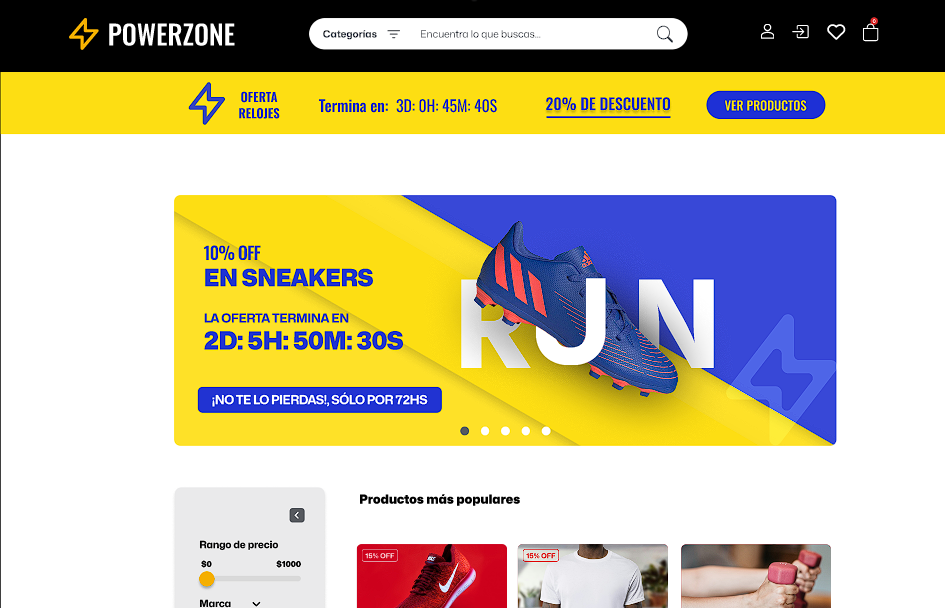 POWERZONE
Categorías
Encuentra lo que buscas...
0
OFERTA
RELOJES
Termina en: 3D: 0H: 45M: 40S
20% DE DESCUENTO
VER PRODUCTOS
10% OFF
EN SNEAKERS
LA OFERTA TERMINA EN
2D: 5H: 50M: 30S
¡NO TE LO PIERDAS!, SÓLO POR 72HS
RUN
Productos más populares
Rango de precio
$0 $1000
Marca
15% OFF
15% OFF